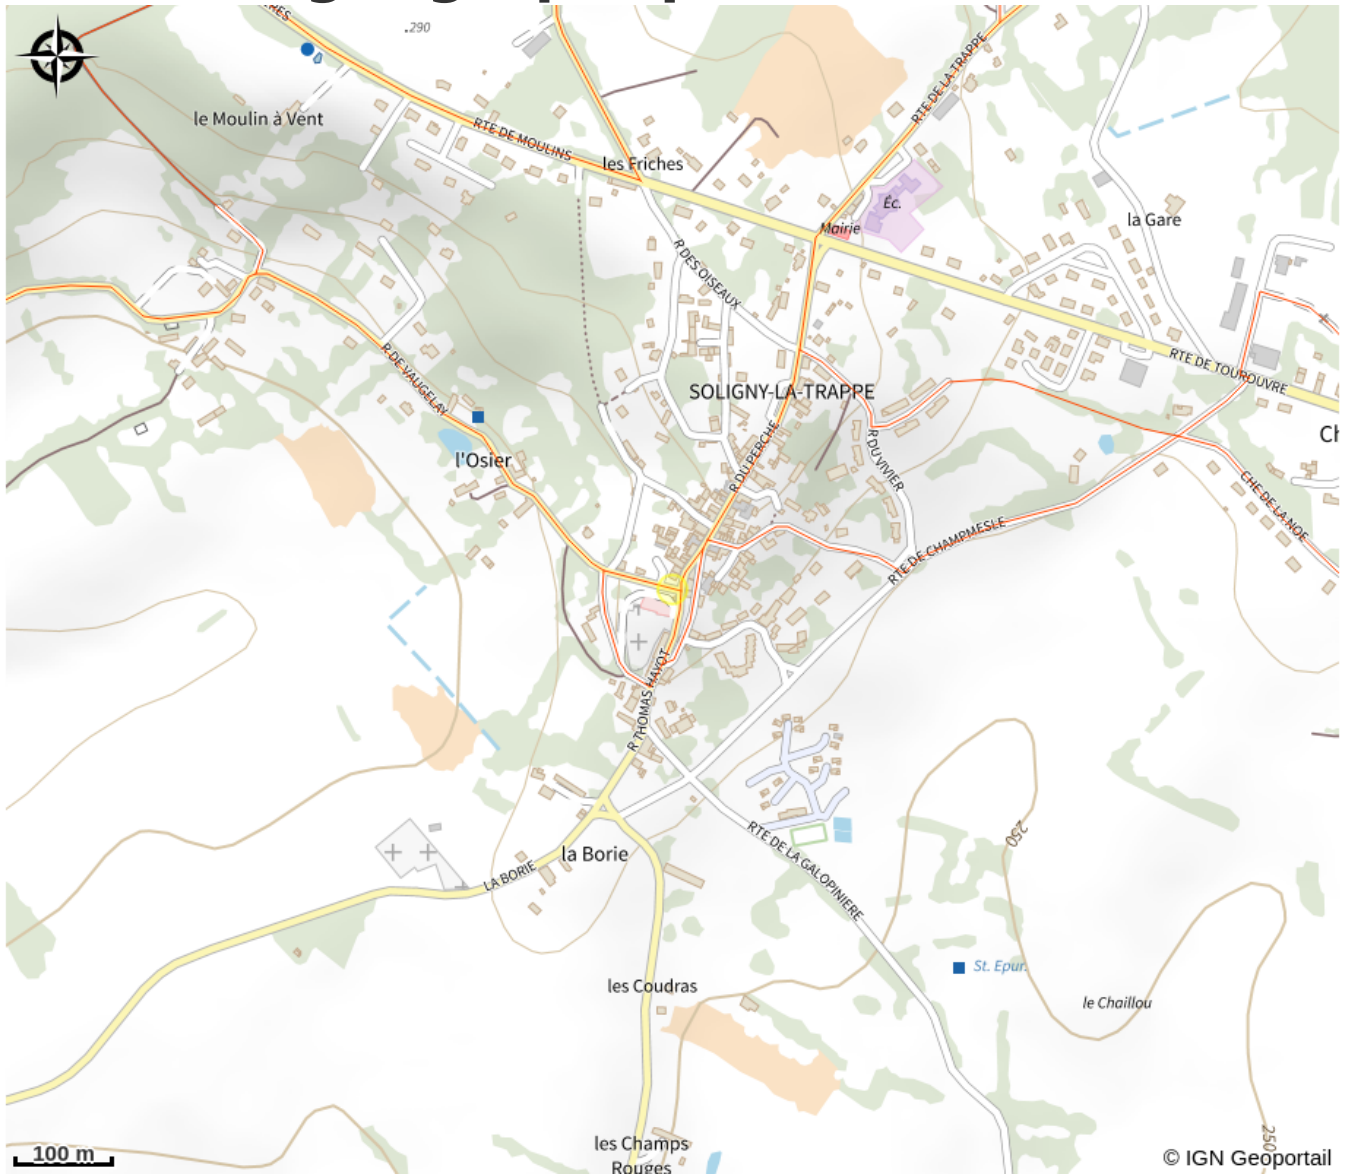 .290
le Moulin à Vent
RTE DE MOULINS
les Friches
RTE DE LA TRAPPE
Éc.
Mairie
la Gare
R DES OISEAUX
RTE DE TOUROUVRE
R DE VAUGELAY
SOLIGNY-LA-TRAPPE
l'Osier
R DU PERCHE
R DU VIVIER
Ch
CHE DE LA NOE
RTE DE CHAMPMESLE
R THOMAS HAYOT
250
la Borie
LA BORIE
RTE DE LA GALOPINIERE
St. Epur.
les Coudras
le Chaillou
les Champs
Rouges
250
100 m
© IGN Geoportail